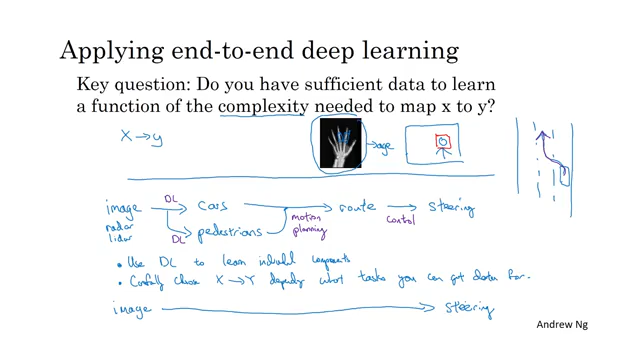 Applying end-to-end deep learning
Key question: Do you have sufficient data to learn
a function of the complexity needed to map x to y?
X → y
→ age
image → DL → cars → route → steering
radar
lidar
DL pedestrians
motion
planning
control
• Use DL to learn individual components
• Carefully choose X → Y depending what tasks you can get data for.
image → steering
Andrew Ng